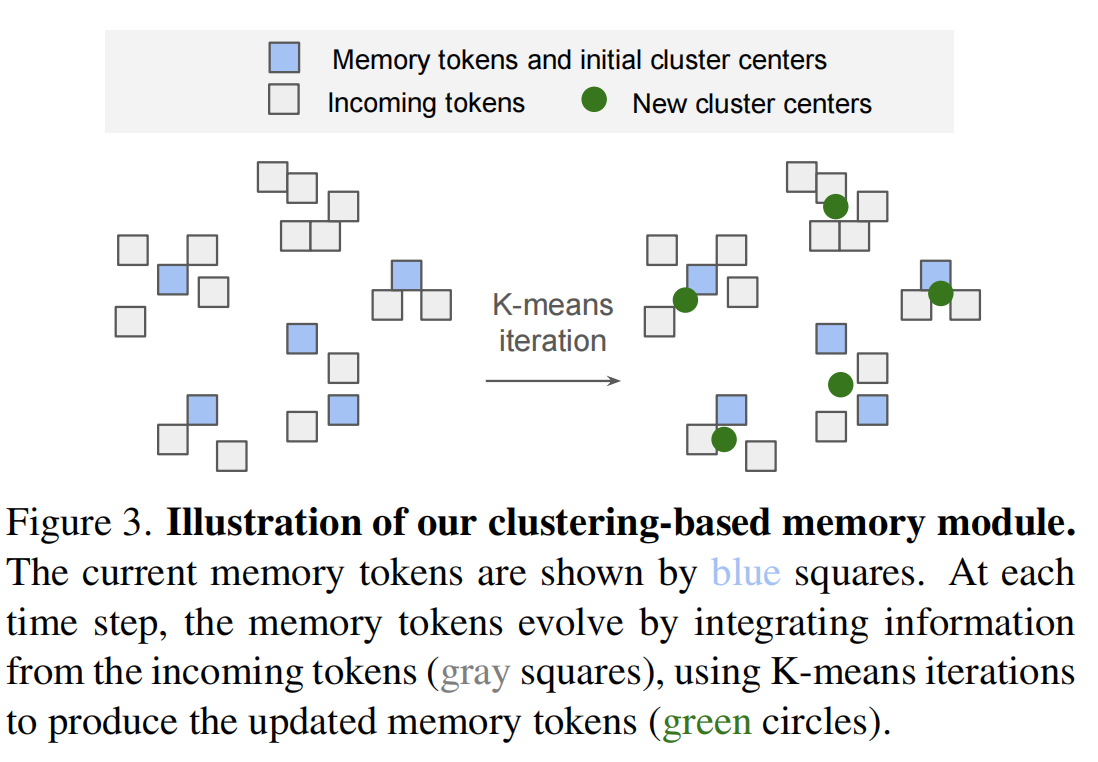 Memory tokens and initial cluster centers
Incoming tokens
New cluster centers
K-means
iteration
Figure 3. Illustration of our clustering-based memory module.
The current memory tokens are shown by blue squares. At each
time step, the memory tokens evolve by integrating information
from the incoming tokens (gray squares), using K-means iterations
to produce the updated memory tokens (green circles).